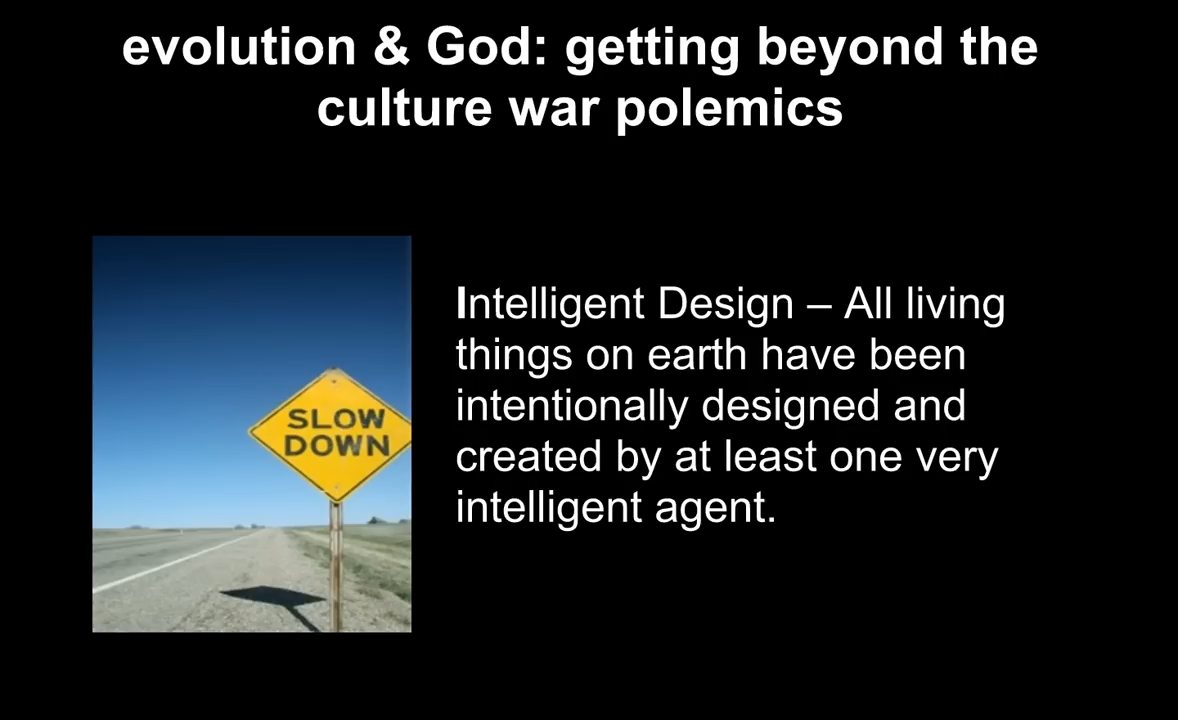 evolution & God: getting beyond the
culture war polemics
SLOW
DOWN
Intelligent Design – All living
things on earth have been
intentionally designed and
created by at least one very
intelligent agent.